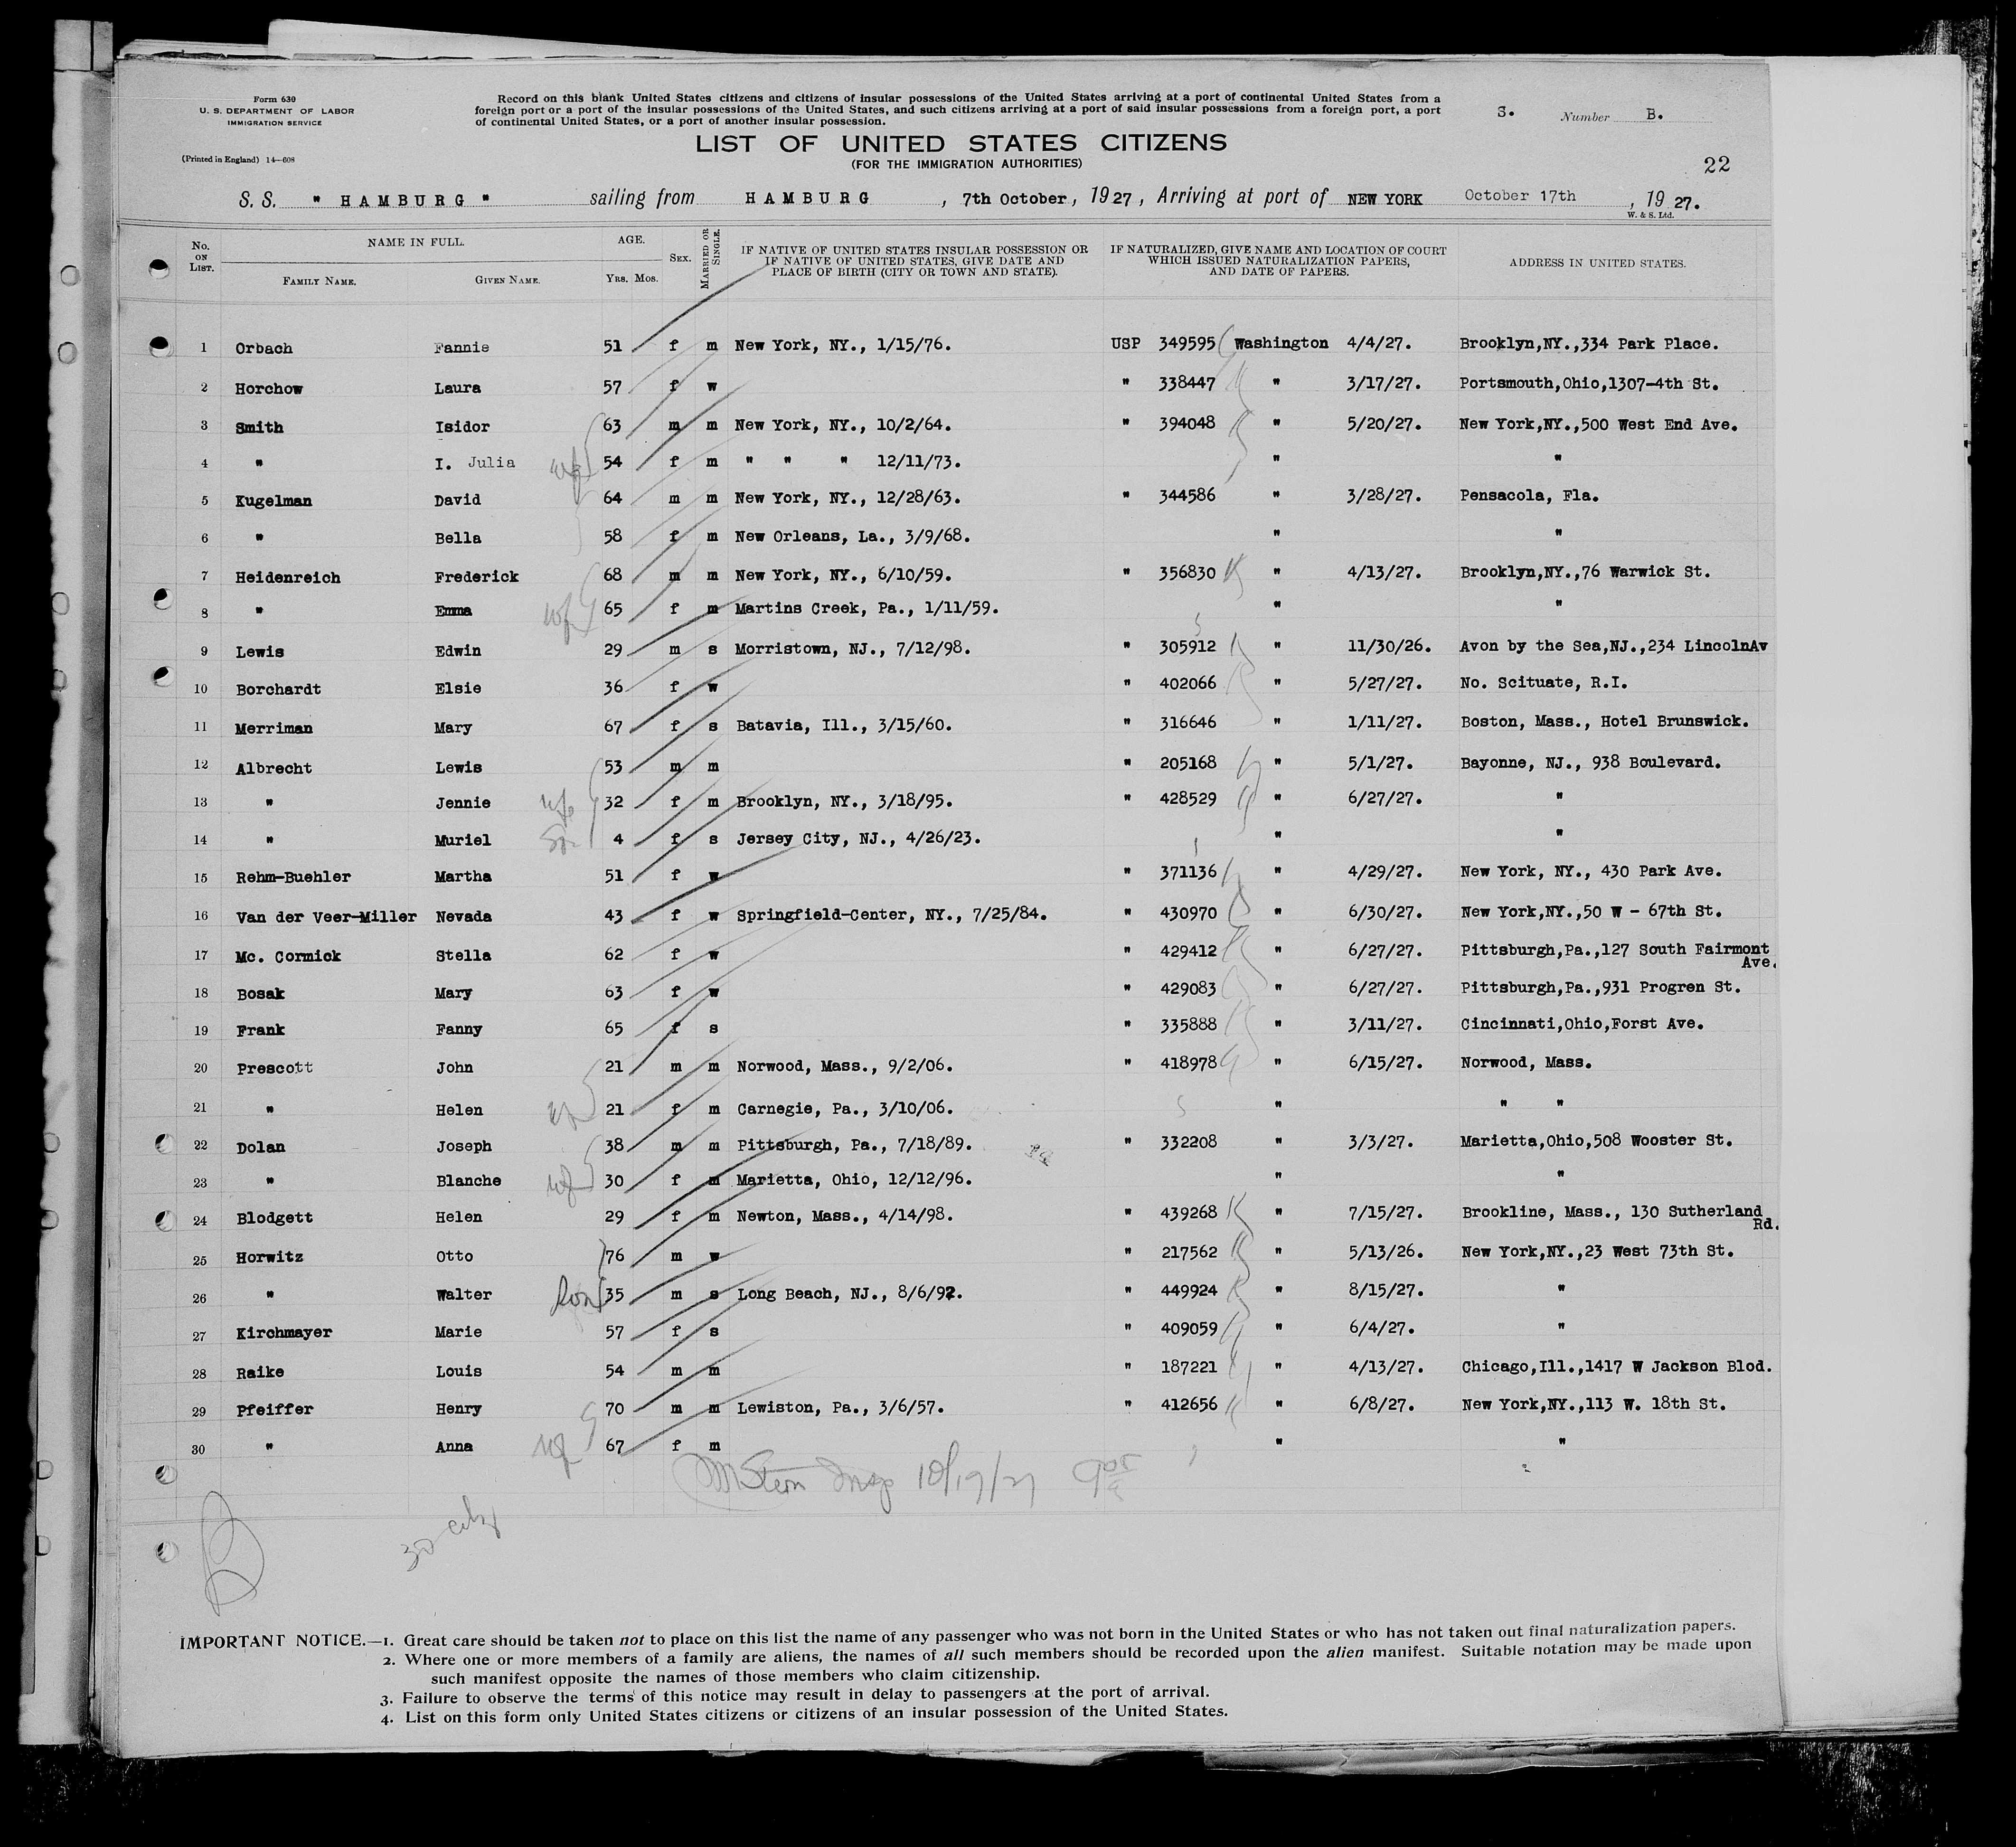 Form 630
U. S. DEPARTMENT OF LABOR
IMMIGRATION SERVICE
(Printed in England) 14—608
Record on this blank United States citizens and citizens of insular possessions of the United States arriving at a port of continental United States from a
foreign port or a port of the insular possessions of the United States, and such citizens arriving at a port of said insular possessions from a foreign port, a port
of continental United States, or a port of another insular possession.
S. Number B.
LIST OF UNITED STATES CITIZENS
(FOR THE IMMIGRATION AUTHORITIES)
22
S. S. " HAMBURG " sailing from HAMBURG , 7th October, 1927, Arriving at port of NEW YORK October 17th , 19 27.
W. & S. Ltd.
No. ON LIST. NAME IN FULL. FAMILY NAME. GIVEN NAME. AGE. YRS. MOS. SEX. MARRIED OR SINGLE. IF NATIVE OF UNITED STATES INSULAR POSSESSION OR IF NATIVE OF UNITED STATES, GIVE DATE AND PLACE OF BIRTH (CITY OR TOWN AND STATE). IF NATURALIZED, GIVE NAME AND LOCATION OF COURT WHICH ISSUED NATURALIZATION PAPERS, AND DATE OF PAPERS. ADDRESS IN UNITED STATES.
1 Orbach Fannie 51 f m New York, NY., 1/15/76. USP 349595 Washington 4/4/27. Brooklyn,NY.,334 Park Place.
2 Horchow Laura 57 f w " 338447 " 3/17/27. Portsmouth,Ohio,1307-4th St.
3 Smith Isidor 63 m m New York, NY., 10/2/64. " 394048 " 5/20/27. New York,NY.,500 West End Ave.
4 " I. Julia wf 54 f m " " " 12/11/73. " "
5 Kugelman David 64 m m New York, NY., 12/28/63. " 344586 " 3/28/27. Pensacola, Fla.
6 " Bella 58 f m New Orleans, La., 3/9/68. " "
7 Heidenreich Frederick 68 m m New York, NY., 6/10/59. " 356830 " 4/13/27. Brooklyn,NY.,76 Warwick St.
8 " Emma wf 65 f m Martins Creek, Pa., 1/11/59. " "
9 Lewis Edwin 29 m s Morristown, NJ., 7/12/98. " 305912 " 11/30/26. Avon by the Sea,NJ.,234 LincolnAv
10 Borchardt Elsie 36 f w " 402066 " 5/27/27. No. Scituate, R.I.
11 Merriman Mary 67 f s Batavia, Ill., 3/15/60. " 316646 " 1/11/27. Boston, Mass., Hotel Brunswick.
12 Albrecht Lewis 53 m m " 205168 " 5/1/27. Bayonne, NJ., 938 Boulevard.
13 " Jennie wf 32 f m Brooklyn, NY., 3/18/95. " 428529 " 6/27/27. "
14 " Muriel 4 f s Jersey City, NJ., 4/26/23. " "
15 Rehm-Buehler Martha 51 f w " 371136 " 4/29/27. New York, NY., 430 Park Ave.
16 Van der Veer-Miller Nevada 43 f w Springfield-Center, NY., 7/25/84. " 430970 " 6/30/27. New York,NY.,50 W - 67th St.
17 Mc. Cormick Stella 62 f w " 429412 " 6/27/27. Pittsburgh,Pa.,127 South Fairmont
Ave.
18 Bosak Mary 63 f w " 429083 " 6/27/27. Pittsburgh,Pa.,931 Progren St.
19 Frank Fanny 65 f s " 335888 " 3/11/27. Cincinnati,Ohio,Forst Ave.
20 Prescott John 21 m m Norwood, Mass., 9/2/06. " 418978 " 6/15/27. Norwood, Mass.
21 " Helen wf 21 f m Carnegie, Pa., 3/10/06. " " "
22 Dolan Joseph 38 m m Pittsburgh, Pa., 7/18/89. " 332208 " 3/3/27. Marietta,Ohio,508 Wooster St.
23 " Blanche wf 30 f m Marietta, Ohio, 12/12/96. " "
24 Blodgett Helen 29 f m Newton, Mass., 4/14/98. " 439268 " 7/15/27. Brookline, Mass., 130 Sutherland
Rd.
25 Horwitz Otto 76 m w " 217562 " 5/13/26. New York,NY.,23 West 73th St.
26 " Walter Son 35 m s Long Beach, NJ., 8/6/92. " 449924 " 8/15/27. "
27 Kirchmayer Marie 57 f s " 409059 " 6/4/27. "
28 Raike Louis 54 m m " 187221 " 4/13/27. Chicago,Ill.,1417 W Jackson Blod.
29 Pfeiffer Henry 70 m m Lewiston, Pa., 3/6/57. " 412656 " 6/8/27. New York,NY.,113 W. 18th St.
30 " Anna wf 67 f m " "
Stern Insp 10/17/27
30
IMPORTANT NOTICE.—1. Great care should be taken not to place on this list the name of any passenger who was not born in the United States or who has not taken out final naturalization papers.
2. Where one or more members of a family are aliens, the names of all such members should be recorded upon the alien manifest. Suitable notation may be made upon
such manifest opposite the names of those members who claim citizenship.
3. Failure to observe the terms of this notice may result in delay to passengers at the port of arrival.
4. List on this form only United States citizens or citizens of an insular possession of the United States.